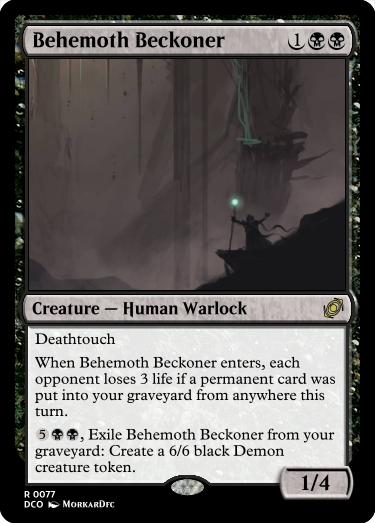 Behemoth Beckoner 1
Creature — Human Warlock
Deathtouch
When Behemoth Beckoner enters, each
opponent loses 3 life if a permanent card was
put into your graveyard from anywhere this
turn.
5, Exile Behemoth Beckoner from your
graveyard: Create a 6/6 black Demon
creature token.
1/4
R 0077
DCO MorkarDFC